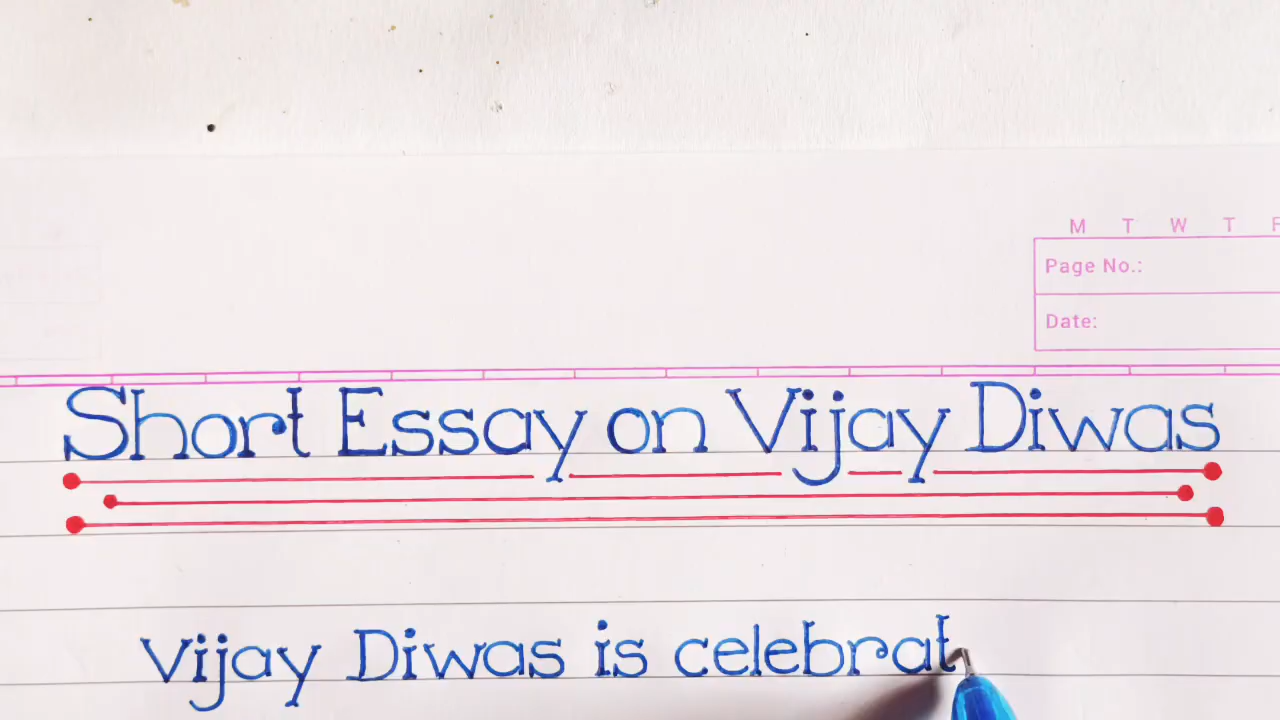 M T W T F
Page No.:
Date:
Short Essay on Vijay Diwas
Vijay Diwas is celebrat